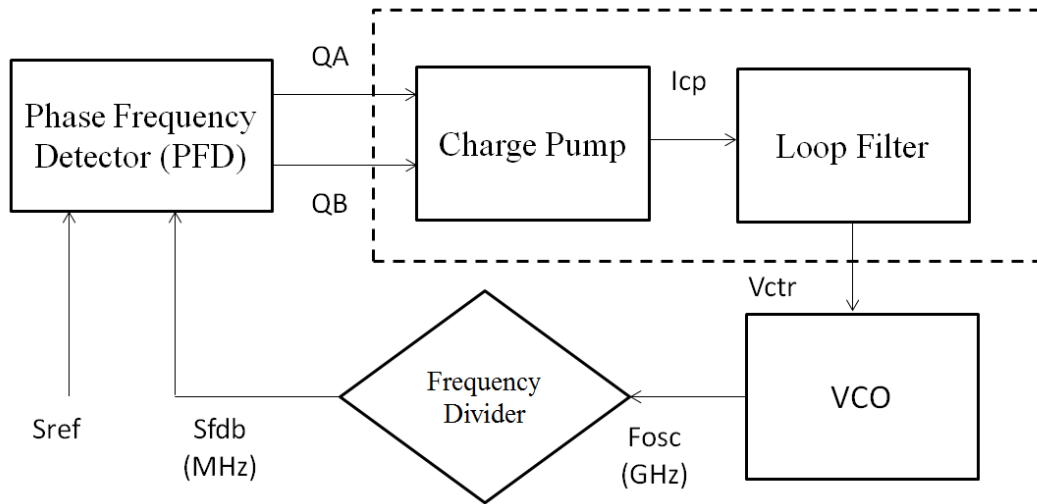 QA
Phase Frequency
Detector (PFD)
QB
Charge Pump
Icp
Loop Filter
Vctr
VCO
Frequency
Divider
Fosc
(GHz)
Sref
Sfdb
(MHz)